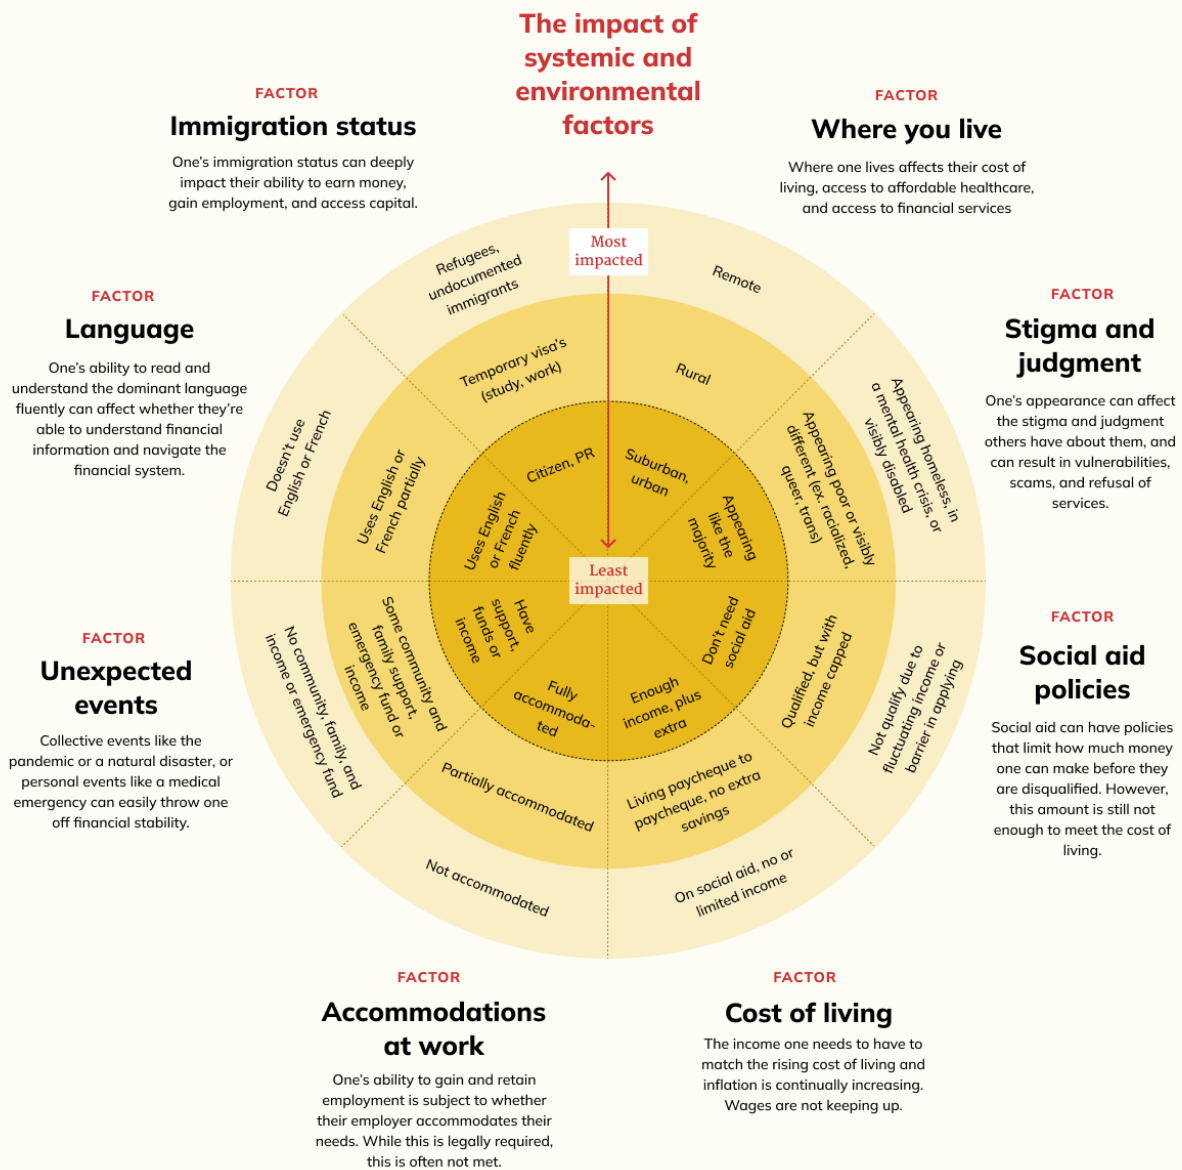 The impact of
systemic and
environmental
factors
FACTOR
Immigration status
One's immigration status can deeply
impact their ability to earn money,
gain employment, and access capital.
FACTOR
Where you live
Where one lives affects their cost of
living, access to affordable healthcare,
and access to financial services
FACTOR
Language
One's ability to read and
understand the dominant language
fluently can affect whether they're
able to understand financial
information and navigate the
financial system.
FACTOR
Stigma and
judgment
One's appearance can affect
the stigma and judgment
others have about them, and
can result in vulnerabilities,
scams, and refusal of
services.
FACTOR
Unexpected
events
Collective events like the
pandemic or a natural disaster, or
personal events like a medical
emergency can easily throw one
off financial stability.
FACTOR
Social aid
policies
Social aid can have policies
that limit how much money
one can make before they
are disqualified. However,
this amount is still not
enough to meet the cost of
living.
FACTOR
Accommodations
at work
One's ability to gain and retain
employment is subject to whether
their employer accommodates their
needs. While this is legally required,
this is often not met.
FACTOR
Cost of living
The income one needs to have to
match the rising cost of living and
inflation is continually increasing.
Wages are not keeping up.
Most
impacted
Least
impacted
Refugees,
undocumented
immigrants
Temporary visa's
(study, work)
Citizen, PR
Remote
Rural
Suburban,
urban
Appearing homeless, in
a mental health crisis, or
visibly disabled
Appearing poor or visibly
different (ex. racialized,
queer, trans)
Appearing
like the
majority
Not qualify due to
fluctuating income or
barrier in applying
Qualified, but with
income capped
Don't need
social aid
On social aid, no or
limited income
Living paycheque to
paycheque, no extra
savings
Enough
income, plus
extra
Not accommodated
Partially accommodated
Fully
accommoda-
ted
No community, family, and
income or emergency fund
Some community and
family support,
emergency fund or
income
Have
support,
funds or
income
Doesn't use
English or French
Uses English or
French partially
Uses English
or French
fluently